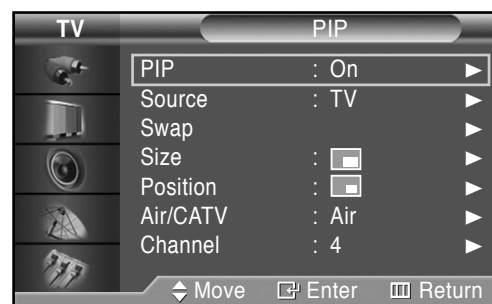 TV PIP
PIP : On
Source : TV
Swap
Size :
Position :
Air/CATV : Air
Channel : 4
Move Enter Return